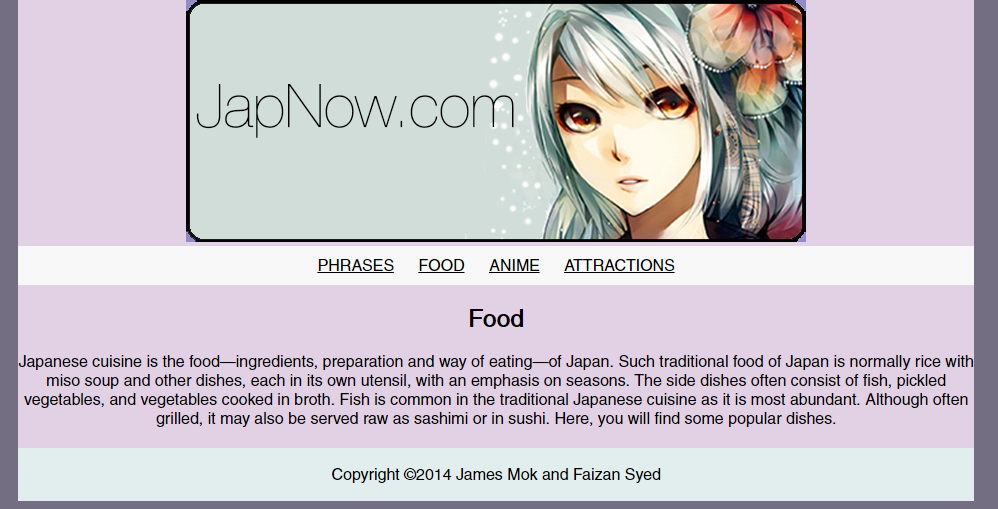 JapNow.com
PHRASES FOOD ANIME ATTRACTIONS
Food
Japanese cuisine is the food—ingredients, preparation and way of eating—of Japan. Such traditional food of Japan is normally rice with
miso soup and other dishes, each in its own utensil, with an emphasis on seasons. The side dishes often consist of fish, pickled
vegetables, and vegetables cooked in broth. Fish is common in the traditional Japanese cuisine as it is most abundant. Although often
grilled, it may also be served raw as sashimi or in sushi. Here, you will find some popular dishes.
Copyright ©2014 James Mok and Faizan Syed